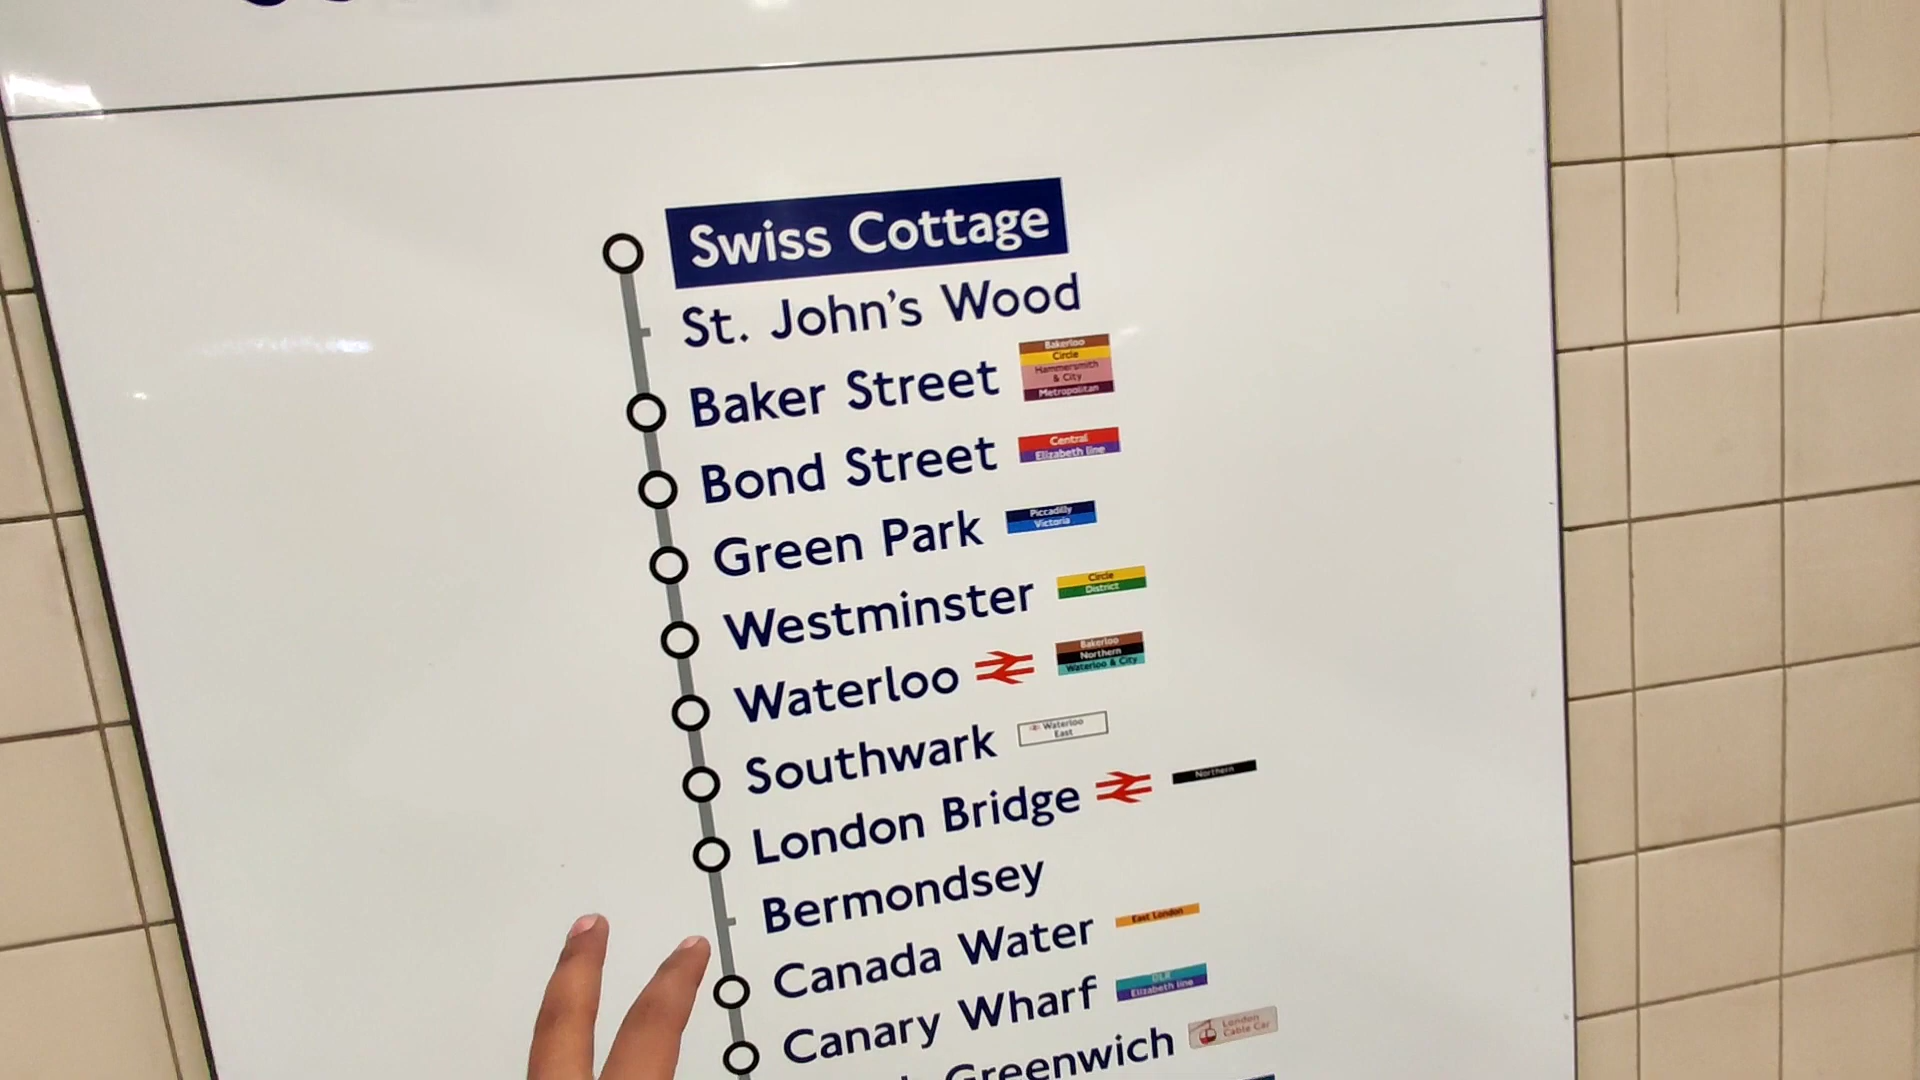 Swiss Cottage
St. John's Wood
Baker Street
Bakerloo
Circle
Hammersmith
& City
Metropolitan
Bond Street
Central
Elizabeth line
Green Park
Piccadilly
Victoria
Westminster
Circle
District
Waterloo
Bakerloo
Northern
Waterloo & City
Southwark
Waterloo
East
London Bridge
Northern
Bermondsey
Canada Water
East London
Canary Wharf
DLR
Elizabeth line
Greenwich
London
Cable Car